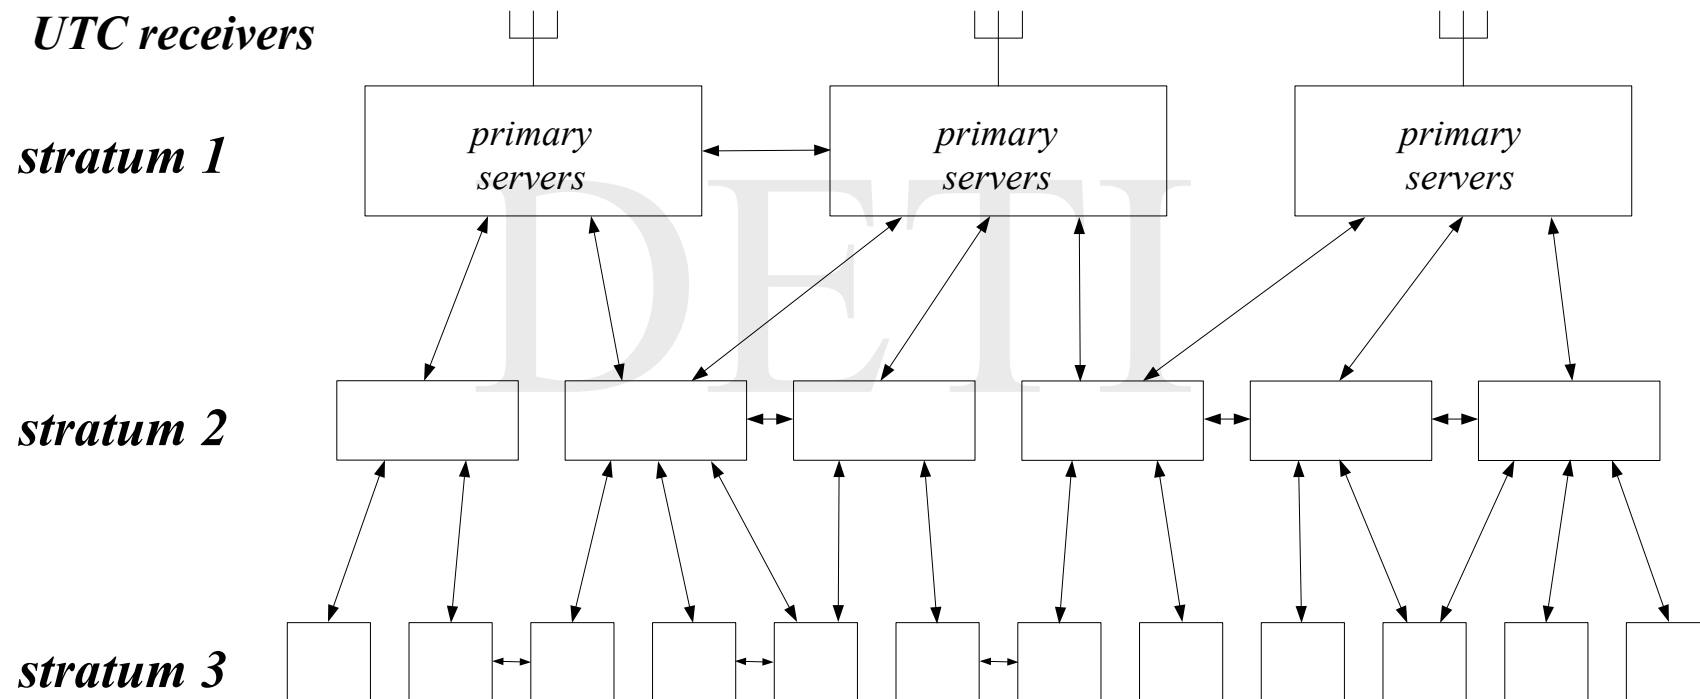 UTC receivers
stratum 1
primary
servers
primary
servers
primary
servers
DETI
stratum 2
stratum 3